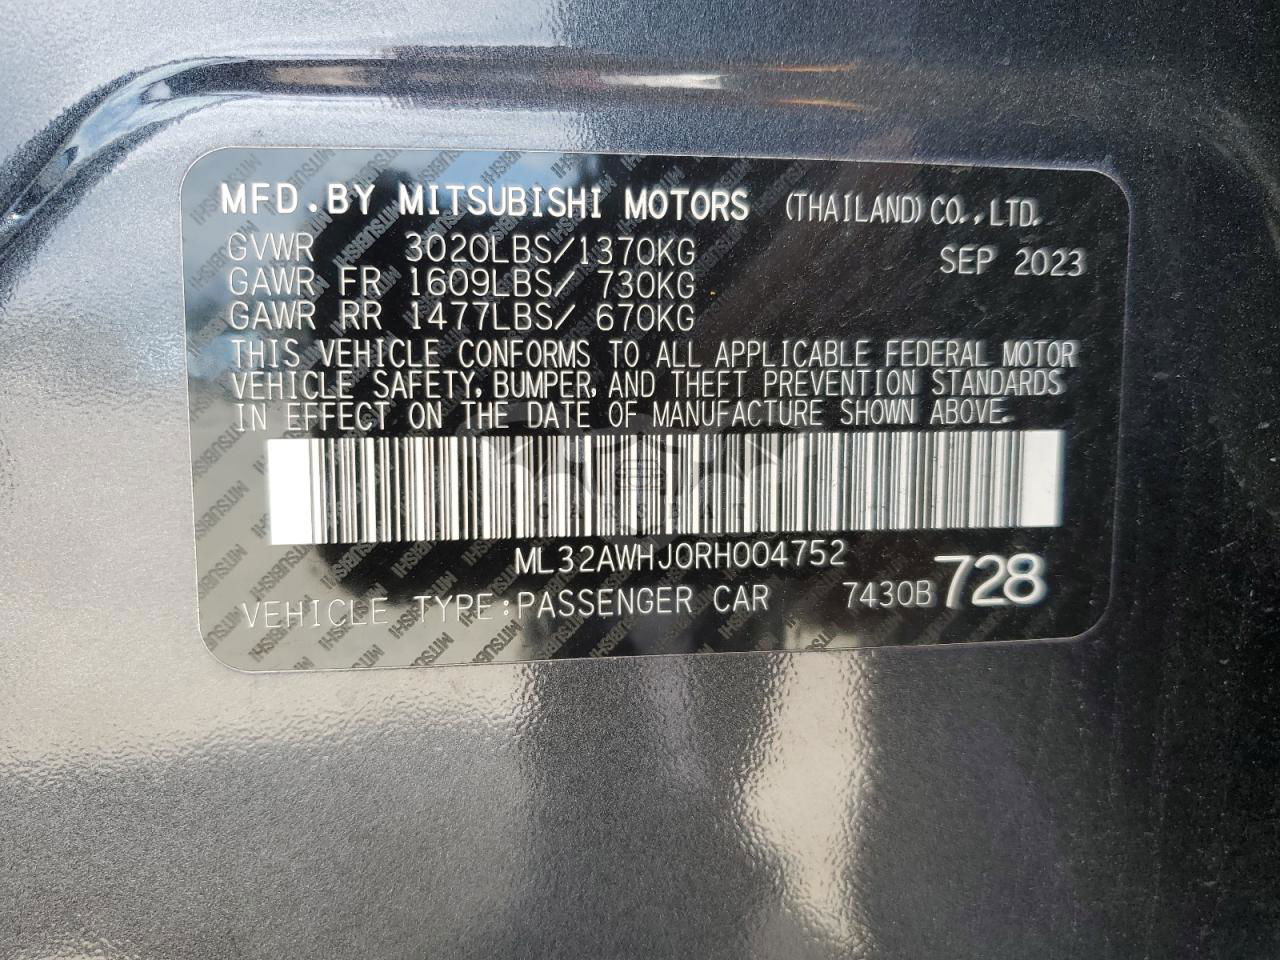 MFD.BY MITSUBISHI MOTORS (THAILAND) CO.,LTD.
GVWR 3020LBS/1370KG SEP 2023
GAWR FR 1609LBS/ 730KG
GAWR RR 1477LBS/ 670KG
THIS VEHICLE CONFORMS TO ALL APPLICABLE FEDERAL MOTOR
VEHICLE SAFETY, BUMPER, AND THEFT PREVENTION STANDARDS
IN EFFECT ON THE DATE OF MANUFACTURE SHOWN ABOVE.
ML32AWHJ0RH004752
VEHICLE TYPE:PASSENGER CAR 7430B 728